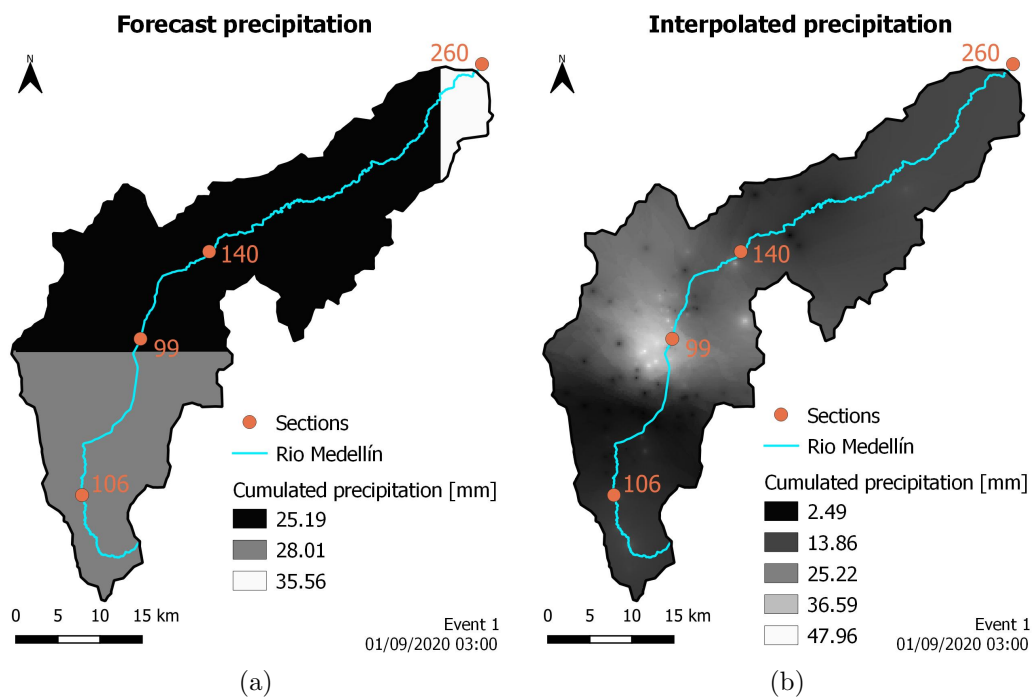 Forecast precipitation
N
260
140
99
106
Sections
Rio Medellín
Cumulated precipitation [mm]
25.19
28.01
35.56
0 5 10 15 km
Event 1
01/09/2020 03:00
(a)
Interpolated precipitation
N
260
140
99
106
Sections
Rio Medellín
Cumulated precipitation [mm]
2.49
13.86
25.22
36.59
47.96
0 5 10 15 km
Event 1
01/09/2020 03:00
(b)